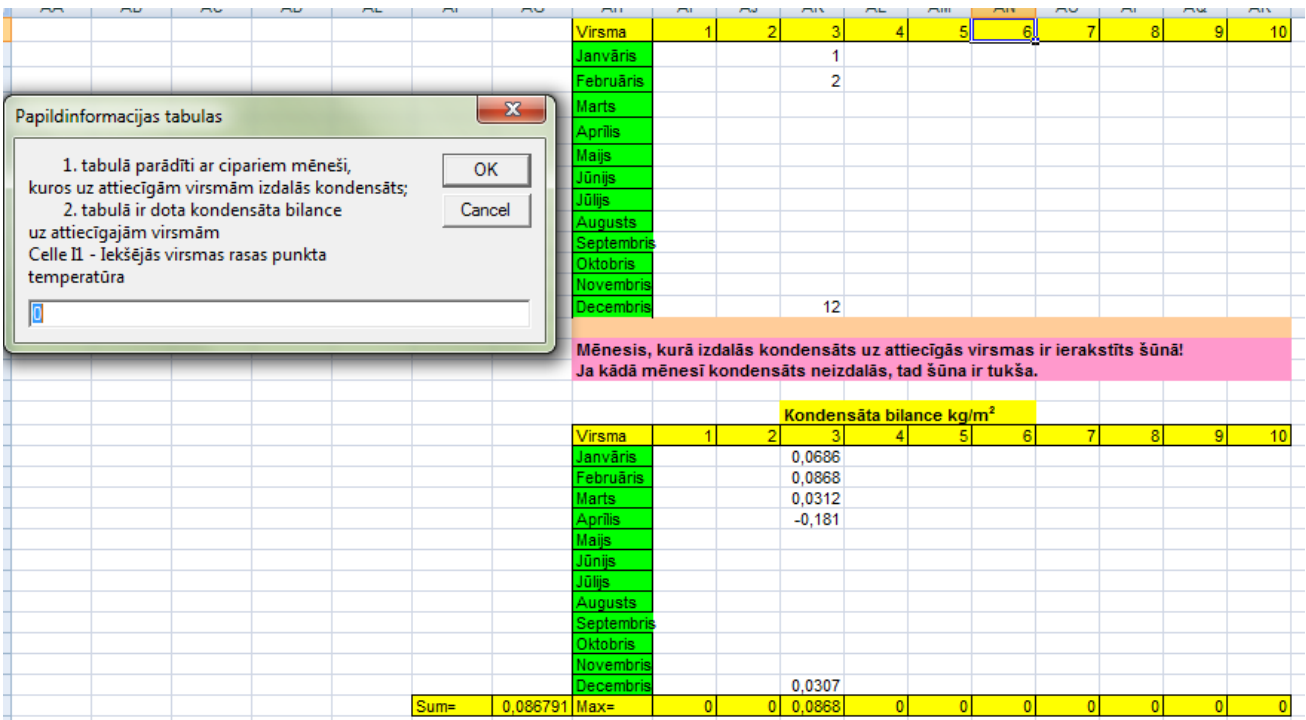 Virsma 1 2 3 4 5 6 7 8 9 10
Janvāris 1
Februāris 2
Marts
Aprīlis
Maijs
Jūnijs
Jūlijs
Augusts
Septembris
Oktobris
Novembris
Decembris 12
Papildinformacijas tabulas
1. tabulā parādīti ar cipariem mēneši,
kuros uz attiecīgām virsmām izdalās kondensāts;
2. tabulā ir dota kondensāta bilance
uz attiecīgajām virsmām
Celle I1 - Iekšējās virsmas rasas punkta
temperatūra
OK
Cancel
0
Mēnesis, kurā izdalās kondensāts uz attiecīgās virsmas ir ierakstīts šūnā!
Ja kādā mēnesī kondensāts neizdalās, tad šūna ir tukša.
Kondensāta bilance kg/m²
Virsma 1 2 3 4 5 6 7 8 9 10
Janvāris 0,0686
Februāris 0,0868
Marts 0,0312
Aprīlis -0,181
Maijs
Jūnijs
Jūlijs
Augusts
Septembris
Oktobris
Novembris
Decembris 0,0307
Sum= 0,086791 Max= 0 0 0,0868 0 0 0 0 0 0 0